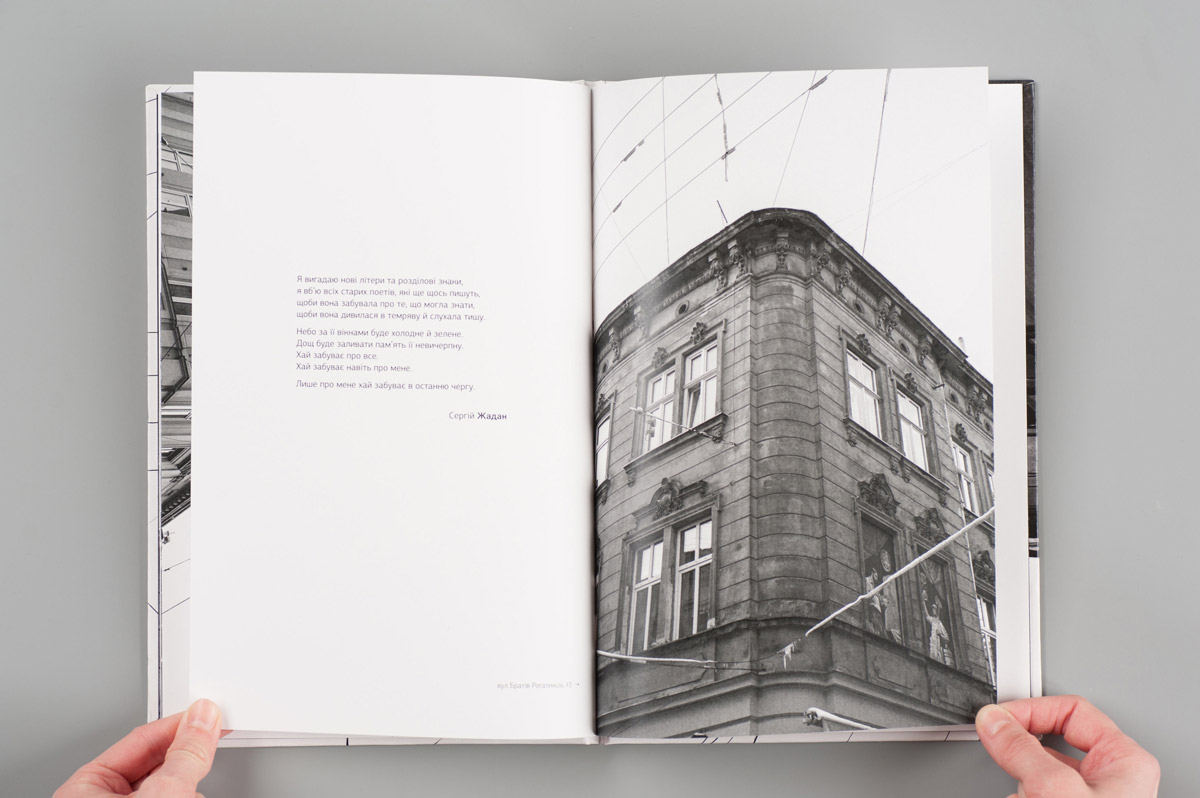 Я вигадаю нові літери та розділові знаки,
я вб'ю всіх старих поетів, які ще щось пишуть,
щоби вона забувала про те, що могла знати,
щоби вона дивилася в темряву й слухала тишу.
Небо за її вікнами буде холодне й зелене.
Дощ буде заливати пам'ять її невичерпну.
Хай забуває про все.
Хай забуває навіть про мене.
Лише про мене хай забуває в останню чергу.
Сергій Жадан
вул Братів Рогатинців